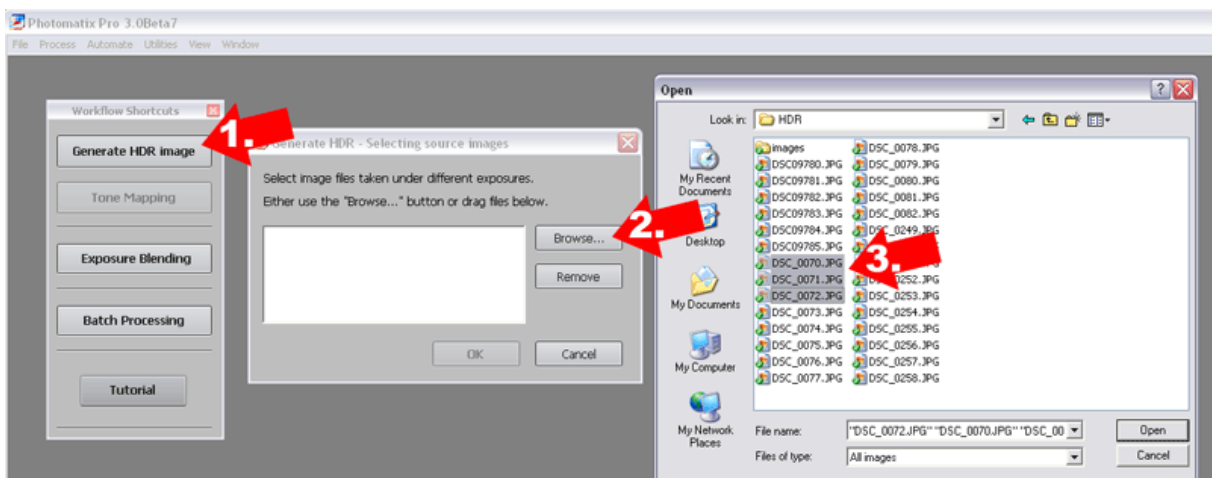 Photomatix Pro 3.0Beta7
File Process Automate Utilities View Window
Workflow Shortcuts
1.
Generate HDR image
Tone Mapping
Exposure Blending
Batch Processing
Tutorial
Generate HDR - Selecting source images
Select image files taken under different exposures.
Either use the "Browse..." button or drag files below.
Browse...
2.
Remove
OK
Cancel
Open
Look in:
HDR
My Recent
Documents
Desktop
My Documents
My Computer
My Network
Places
images
DSC09780.JPG
DSC09781.JPG
DSC09782.JPG
DSC09783.JPG
DSC09784.JPG
DSC09785.JPG
DSC_0070.JPG
DSC_0071.JPG
DSC_0072.JPG
DSC_0073.JPG
DSC_0074.JPG
DSC_0075.JPG
DSC_0076.JPG
DSC_0077.JPG
DSC_0078.JPG
DSC_0079.JPG
DSC_0080.JPG
DSC_0081.JPG
DSC_0082.JPG
DSC_0249.JPG
3.
0252.JPG
DSC_0253.JPG
DSC_0254.JPG
DSC_0255.JPG
DSC_0256.JPG
DSC_0257.JPG
DSC_0258.JPG
File name:
"DSC_0072.JPG" "DSC_0070.JPG" "DSC_00
Open
Files of type:
All images
Cancel